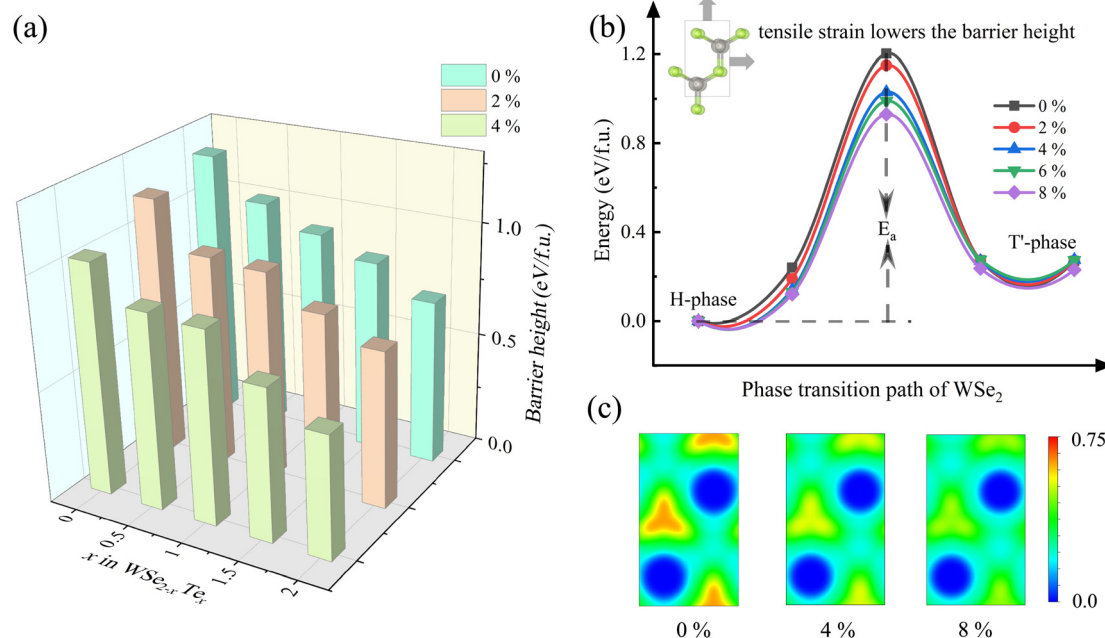 (a)
0 %
2 %
4 %
1.0
0.5
0.0
Barrier height (eV/f.u.)
0
0.5
1
1.5
2
x in WSe₂₋ₓ Teₓ
(b)
tensile strain lowers the barrier height
1.2
0.8
0.4
0.0
Energy (eV/f.u.)
0 %
2 %
4 %
6 %
8 %
Eₐ
H-phase
T'-phase
Phase transition path of WSe₂
(c)
0.75
0.0
0 %
4 %
8 %